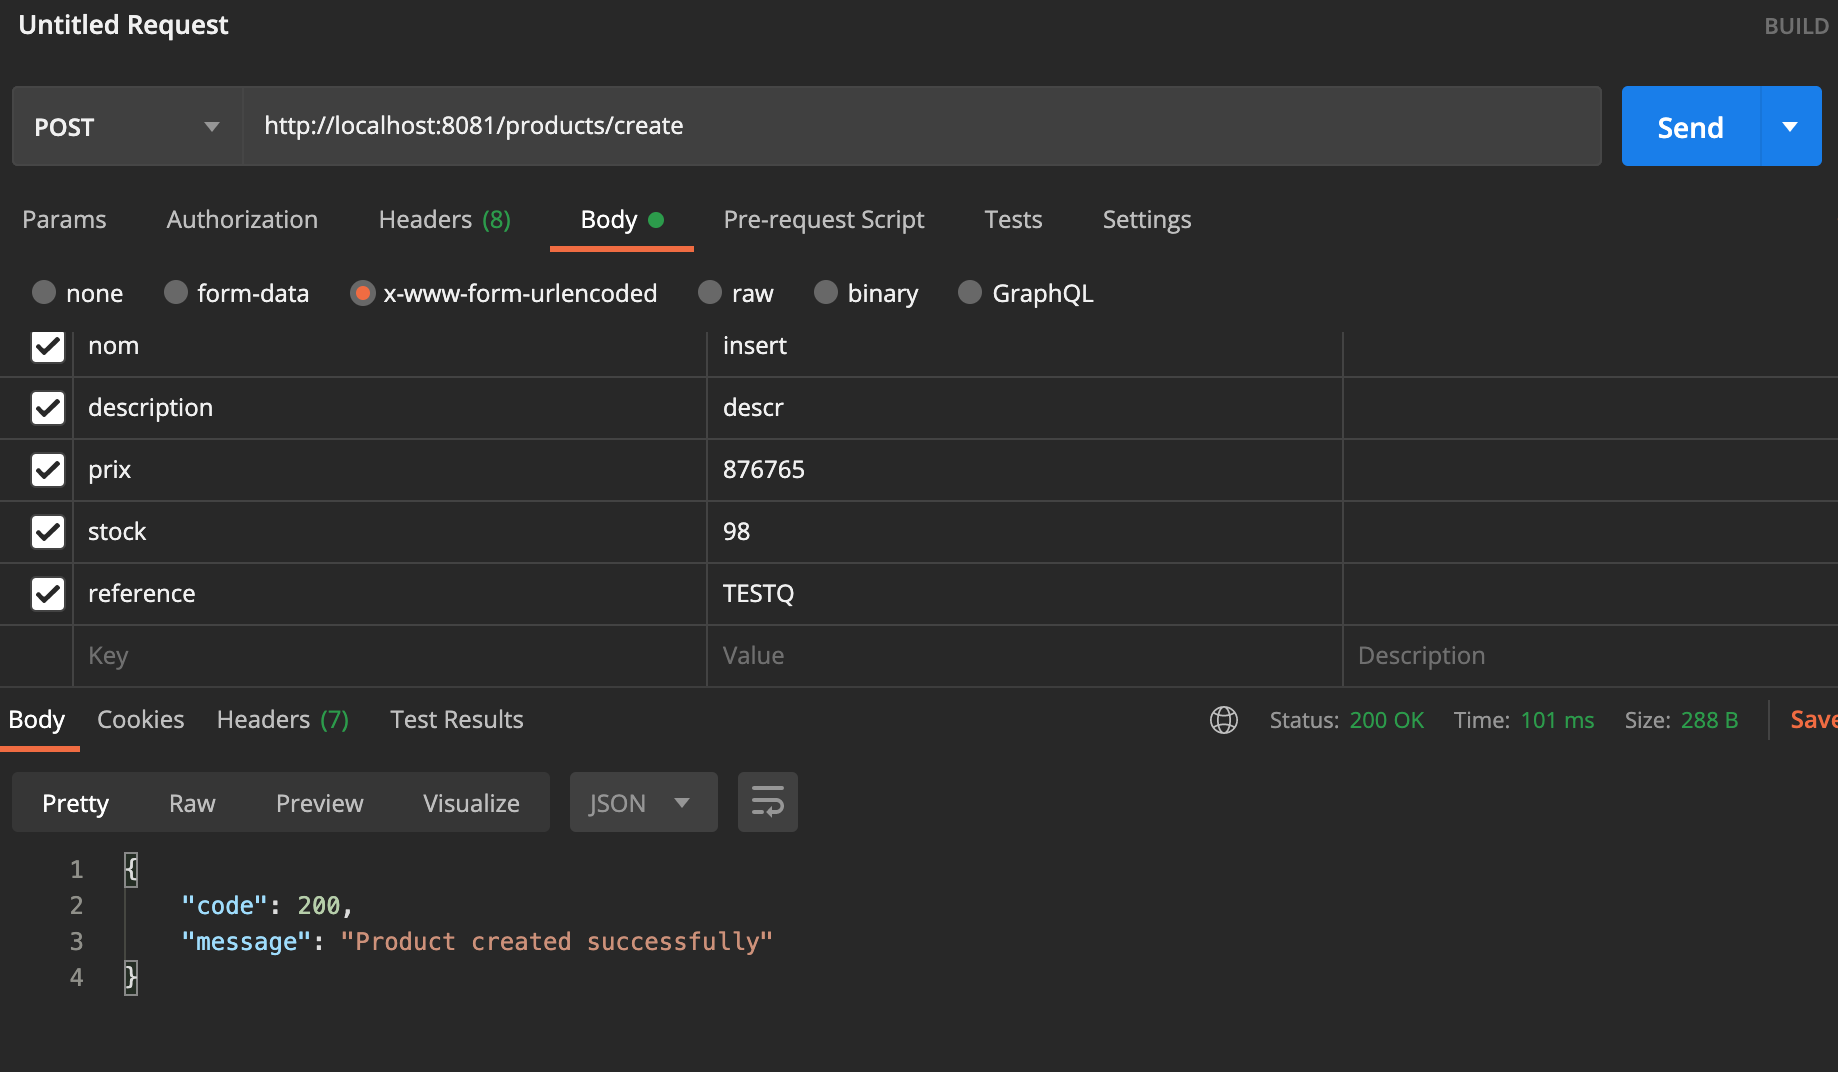 Untitled Request
BUILD
POST
http://localhost:8081/products/create
Send
Params Authorization Headers (8) Body Pre-request Script Tests Settings
none form-data x-www-form-urlencoded raw binary GraphQL
nom insert
description descr
prix 876765
stock 98
reference TESTQ
Key Value Description
Body Cookies Headers (7) Test Results Status: 200 OK Time: 101 ms Size: 288 B Save
Pretty Raw Preview Visualize JSON
1 {
2 "code": 200,
3 "message": "Product created successfully"
4 }